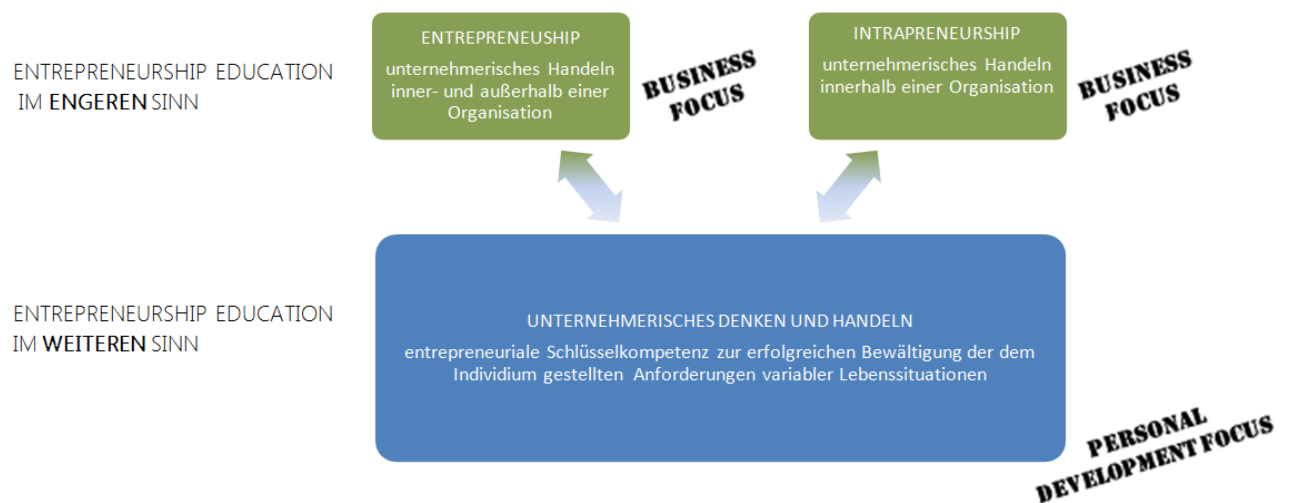 ENTREPRENEURSHIP EDUCATION
IM ENGEREN SINN
ENTREPRENEUSHIP
unternehmerisches Handeln
inner- und außerhalb einer
Organisation
BUSINESS
FOCUS
INTRAPRENEURSHIP
unternehmerisches Handeln
innerhalb einer Organisation
BUSINESS
FOCUS
ENTREPRENEURSHIP EDUCATION
IM WEITEREN SINN
UNTERNEHMERISCHES DENKEN UND HANDELN
entrepreneuriale Schlüsselkompetenz zur erfolgreichen Bewältigung der dem
Individium gestellten Anforderungen variabler Lebenssituationen
PERSONAL
DEVELOPMENT FOCUS